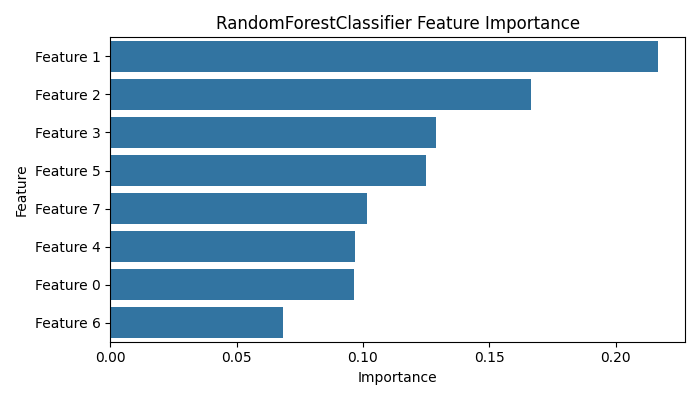 RandomForestClassifier Feature Importance
Feature 1
Feature 2
Feature 3
Feature 5
Feature 7
Feature 4
Feature 0
Feature 6
Feature
0.00 0.05 0.10 0.15 0.20
Importance